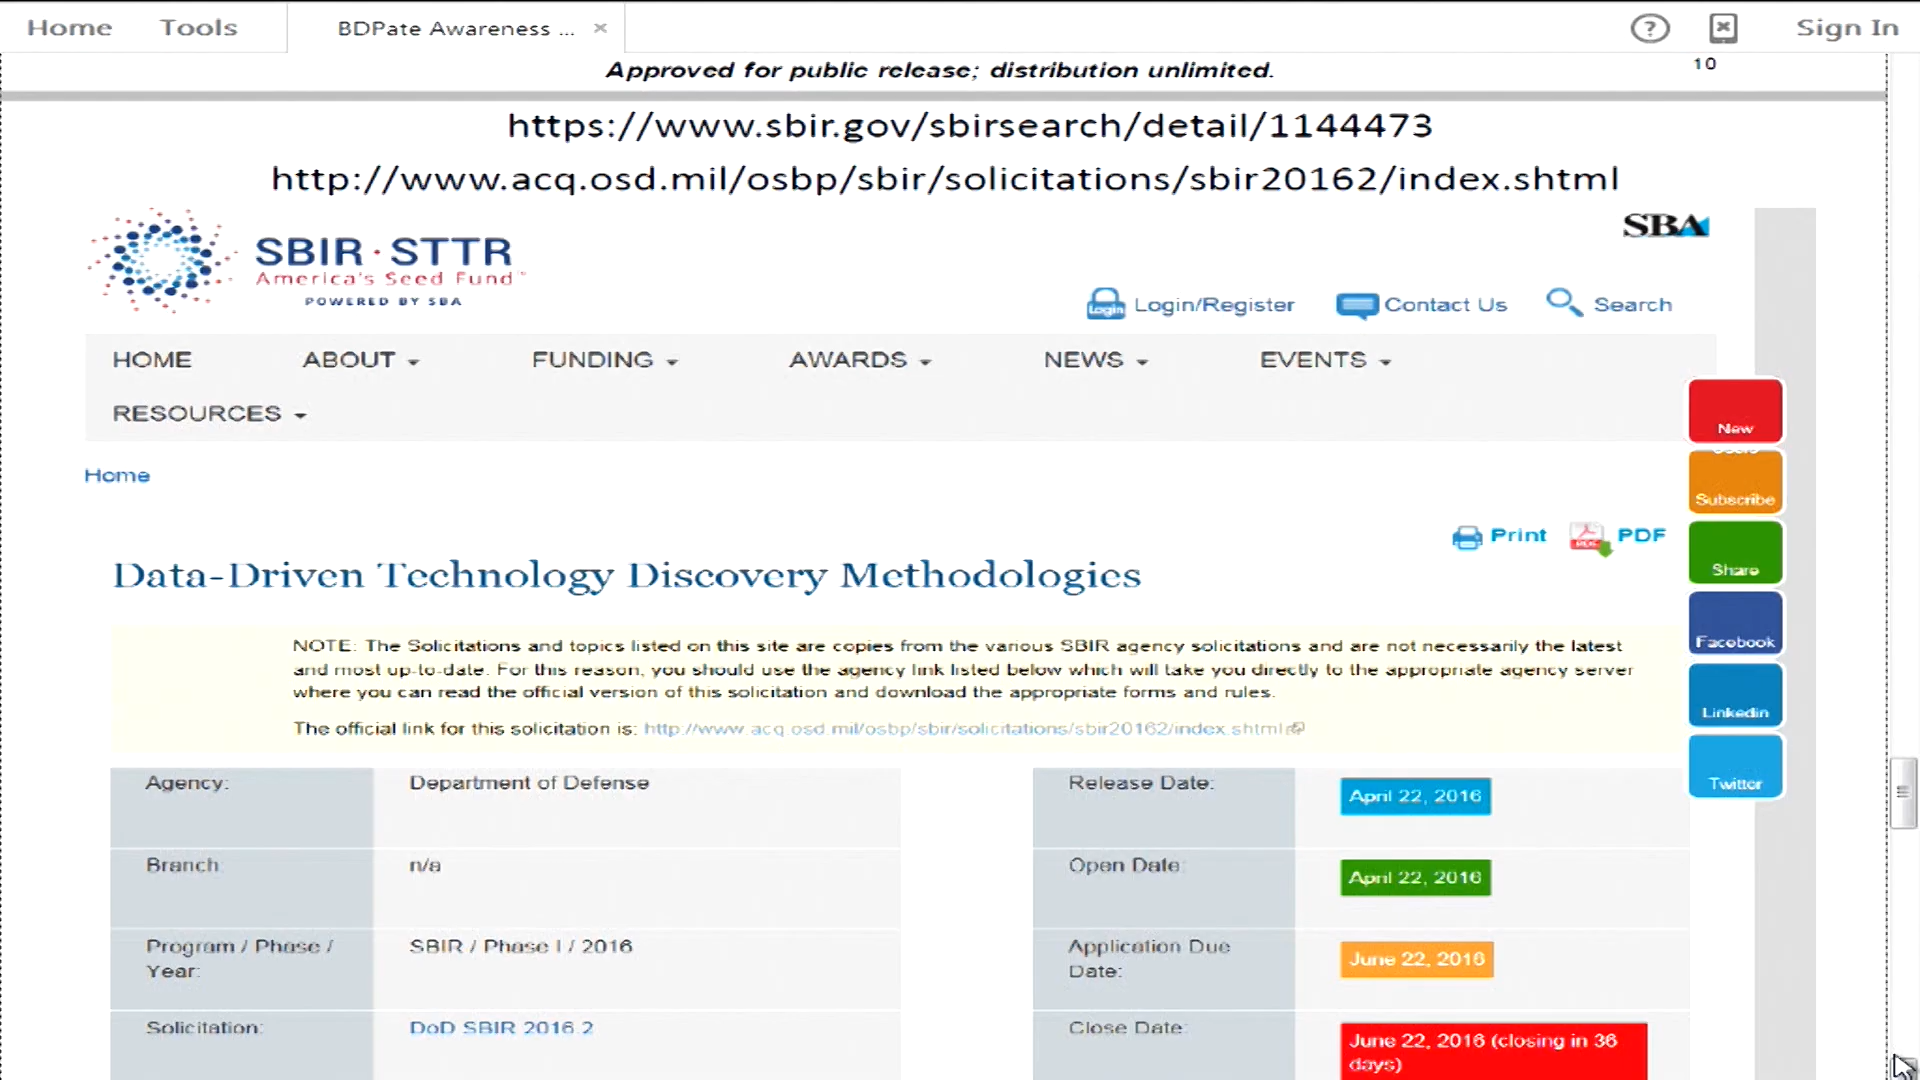 Home Tools BDPate Awareness ... × ? Sign In
Approved for public release; distribution unlimited. 10
https://www.sbir.gov/sbirsearch/detail/1144473
http://www.acq.osd.mil/osbp/sbir/solicitations/sbir20162/index.shtml
SBA
SBIR·STTR
America's Seed Fund™
POWERED BY SBA
Login Login/Register Contact Us Search
HOME ABOUT FUNDING AWARDS NEWS EVENTS
RESOURCES
New
Users
Home
Subscribe
Print PDF
Share
Data-Driven Technology Discovery Methodologies
Facebook
NOTE: The Solicitations and topics listed on this site are copies from the various SBIR agency solicitations and are not necessarily the latest
and most up-to-date. For this reason, you should use the agency link listed below which will take you directly to the appropriate agency server
where you can read the official version of this solicitation and download the appropriate forms and rules.
Linkedin
The official link for this solicitation is: http://www.acq.osd.mil/osbp/sbir/solicitations/sbir20162/index.shtml
Twitter
Agency: Department of Defense
Branch: n/a
Program / Phase /
Year: SBIR / Phase I / 2016
Solicitation: DoD SBIR 2016.2
Release Date: April 22, 2016
Open Date: April 22, 2016
Application Due
Date: June 22, 2016
Close Date: June 22, 2016 (closing in 36
days)